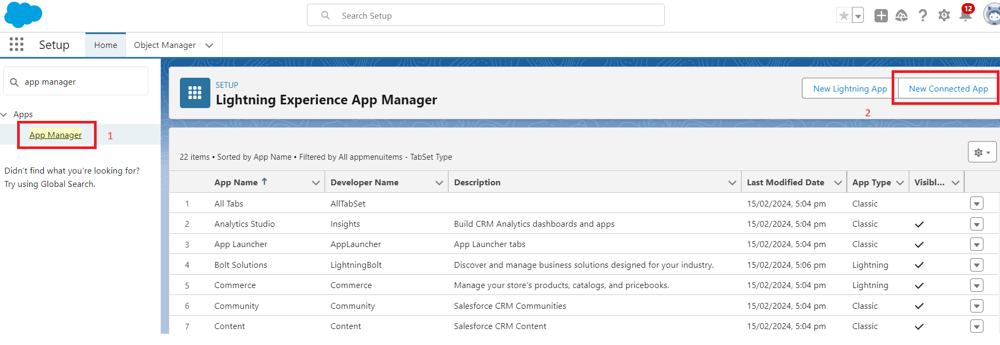 Search Setup
12
Setup
Home
Object Manager
app manager
Apps
App Manager
1
Didn't find what you're looking for?
Try using Global Search.
SETUP
Lightning Experience App Manager
New Lightning App
New Connected App
2
22 items • Sorted by App Name • Filtered by All appmenuitems - TabSet Type
App Name ↑ Developer Name Description Last Modified Date App Type Visibl...
1 All Tabs AllTabSet 15/02/2024, 5:04 pm Classic
2 Analytics Studio Insights Build CRM Analytics dashboards and apps 15/02/2024, 5:04 pm Classic ✓
3 App Launcher AppLauncher App Launcher tabs 15/02/2024, 5:04 pm Classic ✓
4 Bolt Solutions LightningBolt Discover and manage business solutions designed for your industry. 15/02/2024, 5:06 pm Lightning ✓
5 Commerce Commerce Manage your store's products, catalogs, and pricebooks. 15/02/2024, 5:04 pm Lightning ✓
6 Community Community Salesforce CRM Communities 15/02/2024, 5:04 pm Classic ✓
7 Content Content Salesforce CRM Content 15/02/2024, 5:04 pm Classic ✓